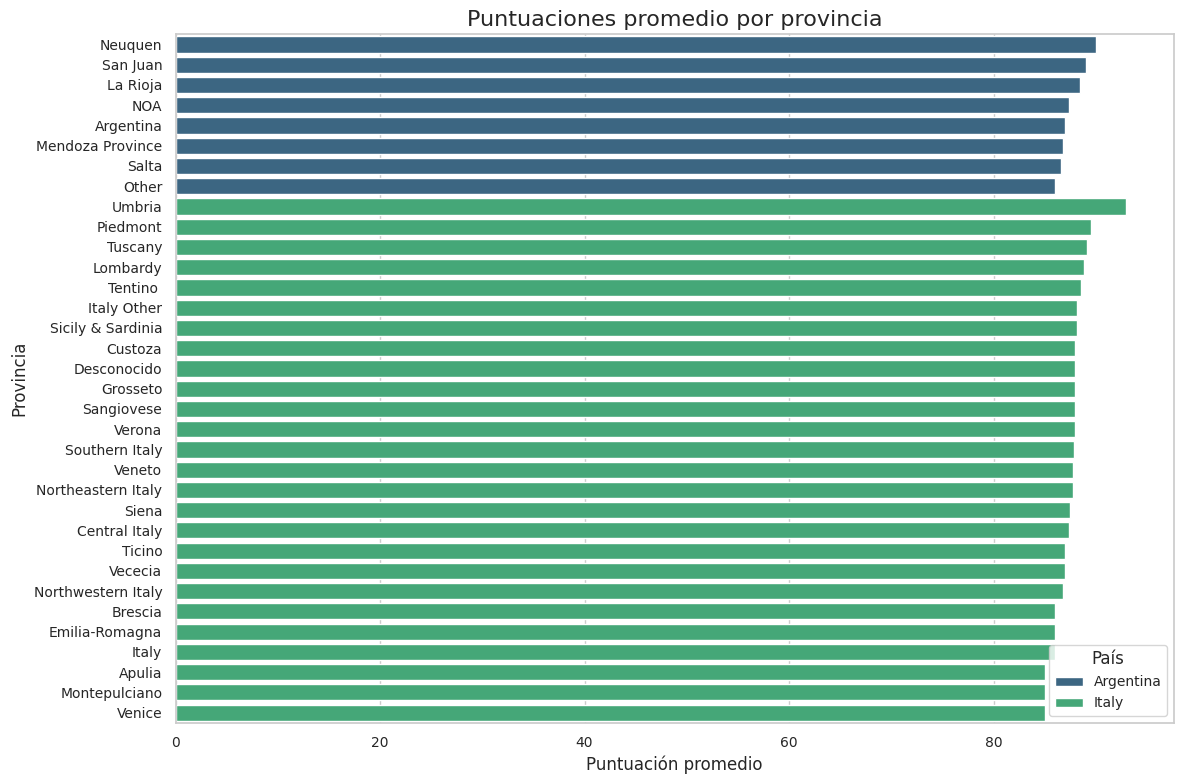 Puntuaciones promedio por provincia
Neuquen
San Juan
La Rioja
NOA
Argentina
Mendoza Province
Salta
Other
Umbria
Piedmont
Tuscany
Lombardy
Tentino
Italy Other
Sicily & Sardinia
Custoza
Desconocido
Grosseto
Sangiovese
Verona
Southern Italy
Veneto
Northeastern Italy
Siena
Central Italy
Ticino
Vececia
Northwestern Italy
Brescia
Emilia-Romagna
Italy
Apulia
Montepulciano
Venice
Provincia
0 20 40 60 80
Puntuación promedio
País
Argentina
Italy